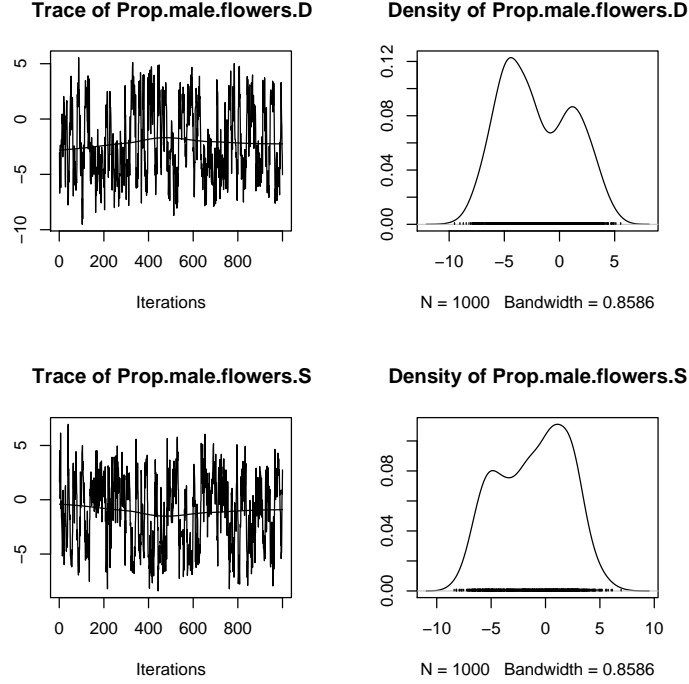 Trace of Prop.male.flowers.D
Density of Prop.male.flowers.D
5
0
−5
−10
0 200 400 600 800
Iterations
0.12
0.08
0.04
0.00
−10 −5 0 5
N = 1000 Bandwidth = 0.8586
Trace of Prop.male.flowers.S
Density of Prop.male.flowers.S
5
0
−5
0 200 400 600 800
Iterations
0.08
0.04
0.00
−10 −5 0 5 10
N = 1000 Bandwidth = 0.8586